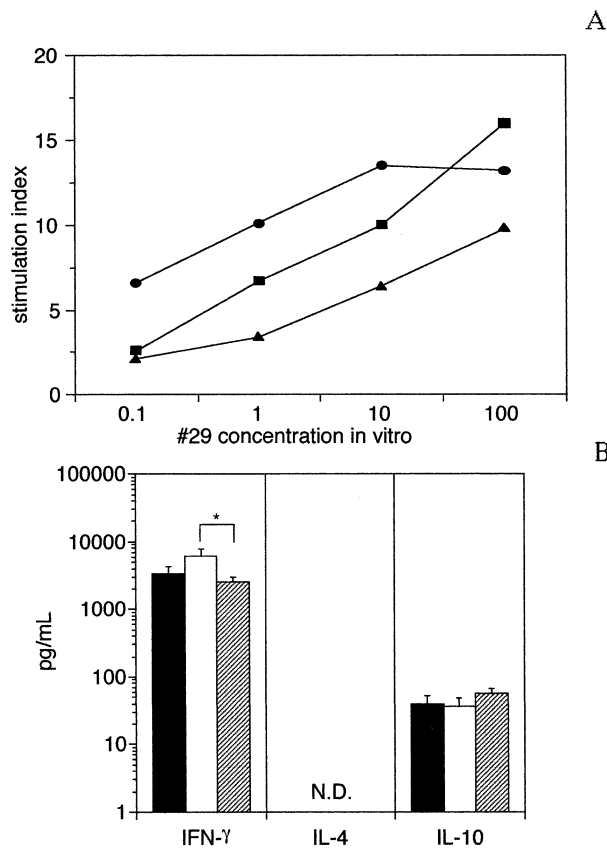 A
20
15
10
5
0
stimulation index
0.1 1 10 100
#29 concentration in vitro
B
100000
10000
1000
100
10
1
pg/mL
*
N.D.
IFN-γ IL-4 IL-10